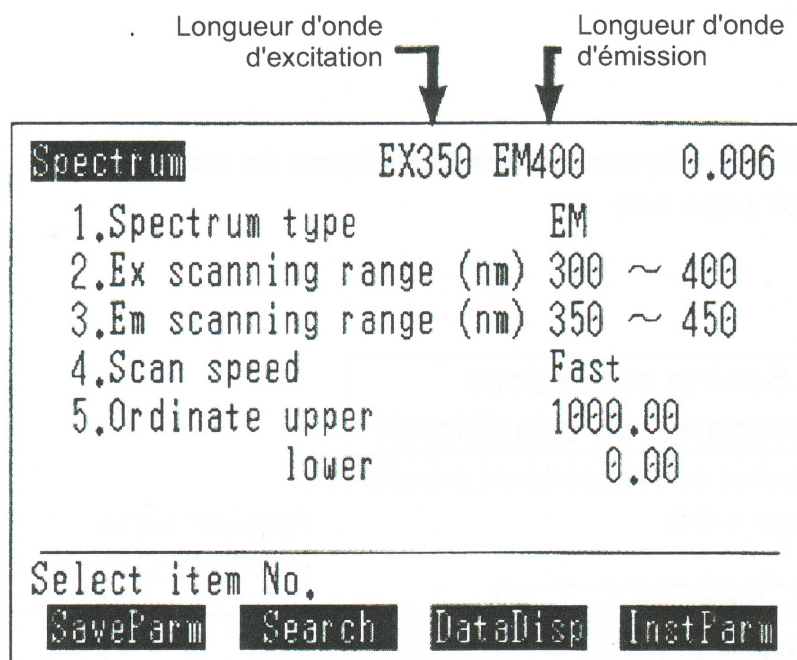 Longueur d'onde
d'excitation
Longueur d'onde
d'émission
Spectrum EX350 EM400 0.006
1.Spectrum type EM
2.Ex scanning range (nm) 300 ~ 400
3.Em scanning range (nm) 350 ~ 450
4.Scan speed Fast
5.Ordinate upper 1000.00
lower 0.00
Select item No.
SaveParm Search DataDisp InstParm